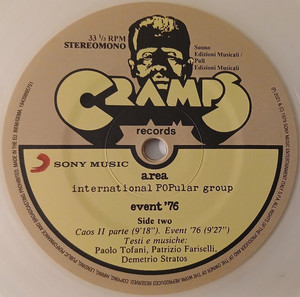 33 ⅓ RPM
STEREOMONO
Sugno
Edizioni Musicali /
Pull
Edizioni Musicali
CRAMPS
records
SONY MUSIC
area
international POPular group
event '76
Side two
Caos II parte (9'18"). Event '76 (9'27")
Testi e musiche:
Paolo Tofani, Patrizio Fariselli,
Demetrio Stratos